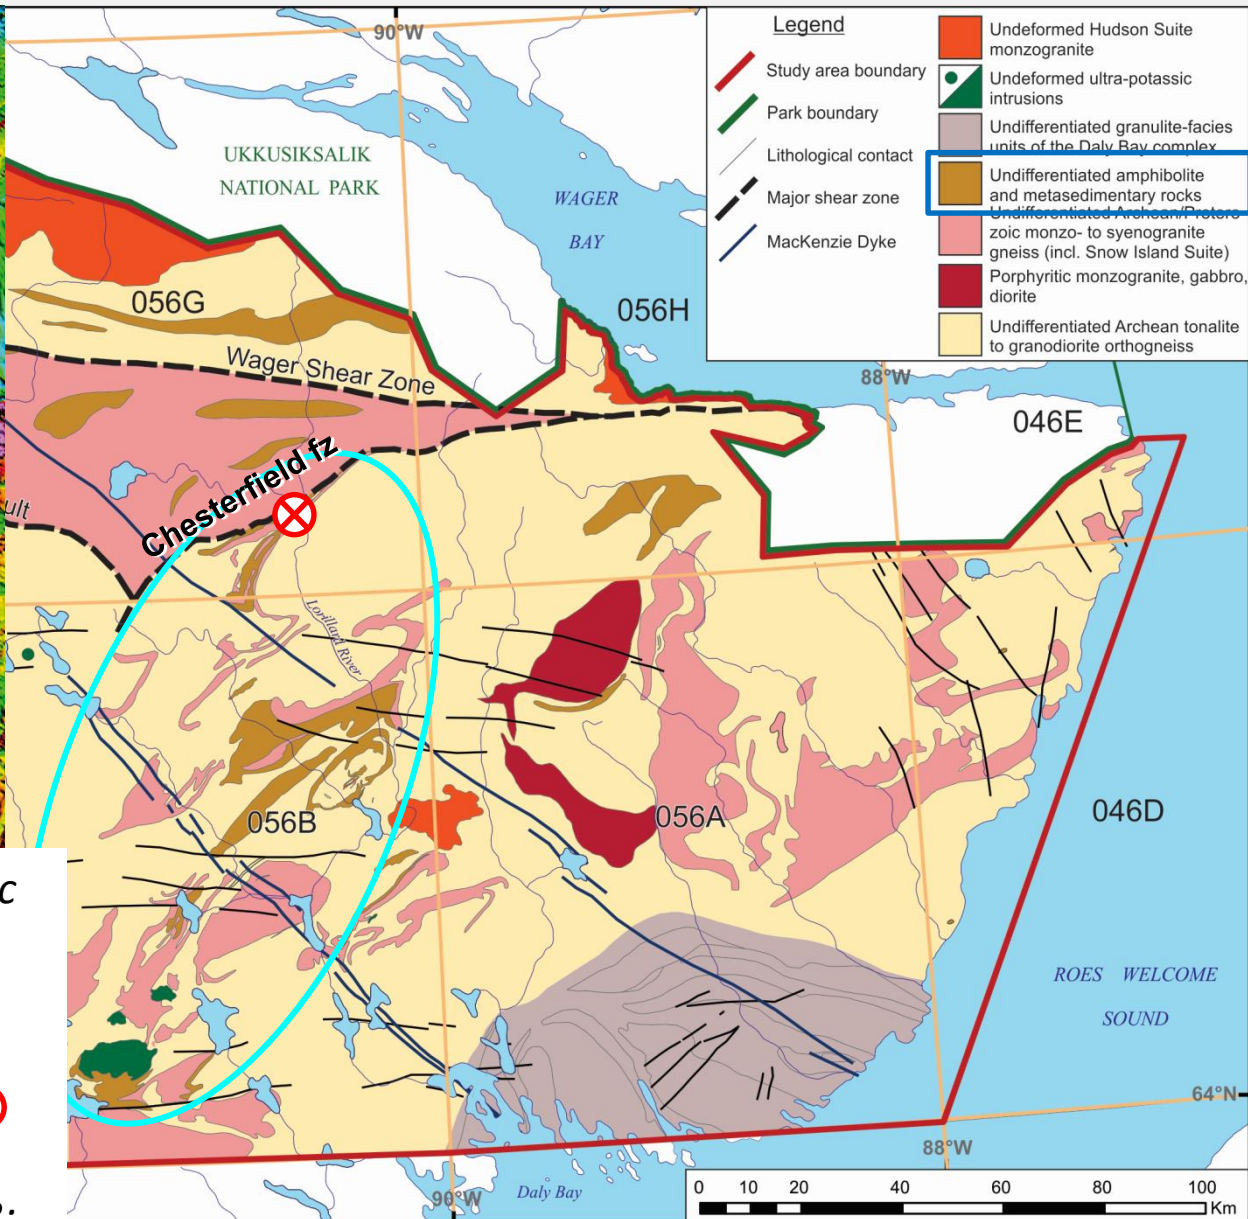 90°W
UKKUSIKSALIK
NATIONAL PARK
WAGER
BAY
056G
056H
Wager Shear Zone
88°W
046E
Chesterfield fz
ult
Lorillard River
056B
056A
046D
ROES WELCOME
SOUND
64°N
88°W
90°W
Daly Bay
c
.
Legend
Study area boundary
Park boundary
Lithological contact
Major shear zone
MacKenzie Dyke
Undeformed Hudson Suite
monzogranite
Undeformed ultra-potassic
intrusions
Undifferentiated granulite-facies
units of the Daly Bay complex
Undifferentiated amphibolite
and metasedimentary rocks
Undifferentiated Archean/Protero-
zoic monzo- to syenogranite
gneiss (incl. Snow Island Suite)
Porphyritic monzogranite, gabbro,
diorite
Undifferentiated Archean tonalite
to granodiorite orthogneiss
0 10 20 40 60 80 100
Km